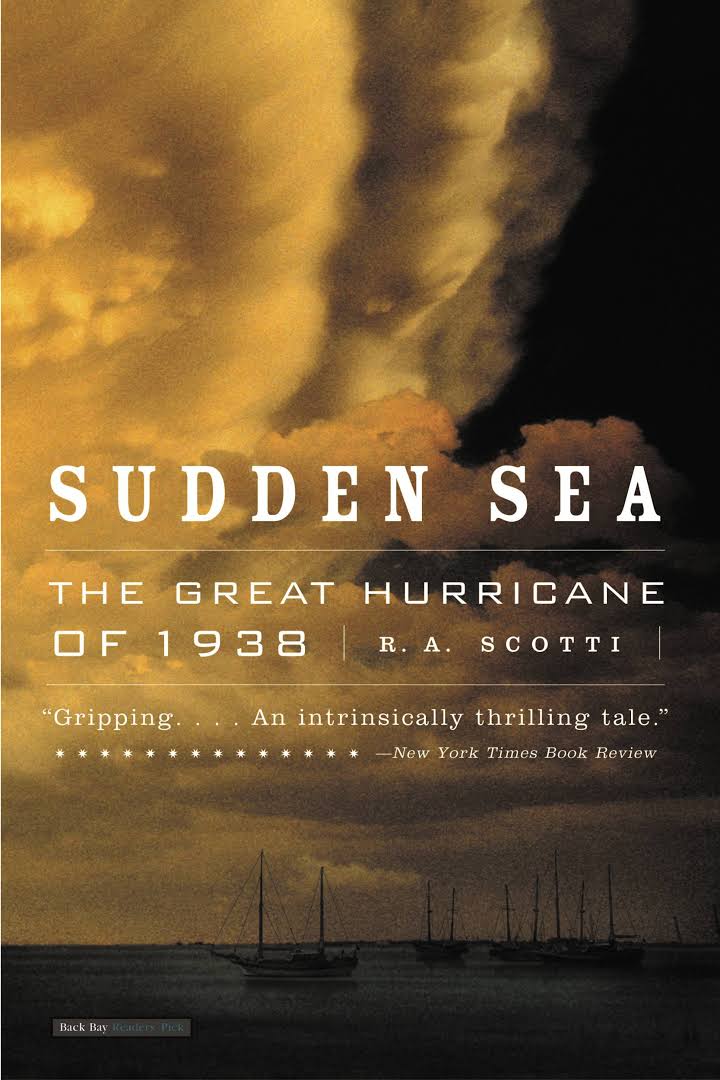 SUDDEN SEA
THE GREAT HURRICANE
OF 1938 | R. A. SCOTTI |
“Gripping. . . . An intrinsically thrilling tale.”
—New York Times Book Review
Back Bay Readers' Pick